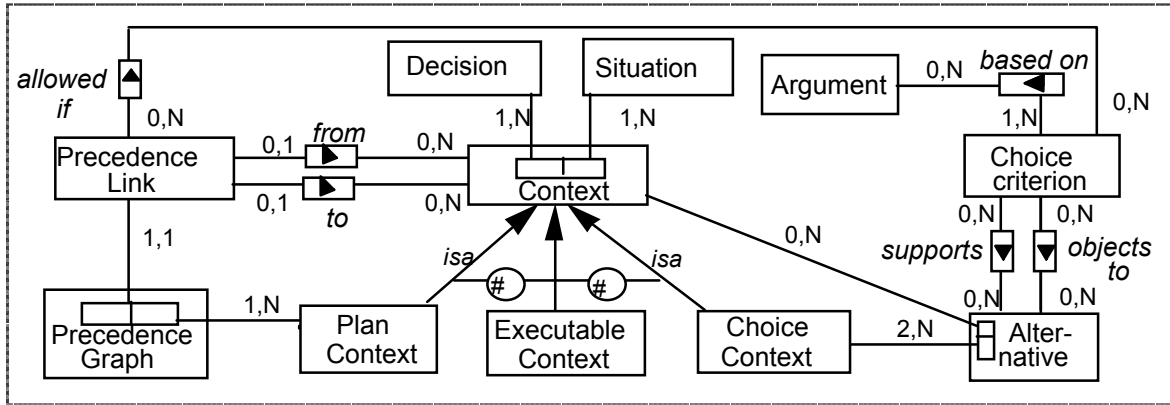 Decision
Situation
Argument
based on
0,N
allowed
if
0,N
1,N
1,N
1,N
0,N
Precedence
Link
0,1
from
0,N
0,1
to
0,N
Context
Choice
criterion
1,1
isa
isa
0,N
0,N
0,N
supports
objects
to
#
#
0,N
0,N
Precedence
Graph
1,N
Plan
Context
Executable
Context
Choice
Context
2,N
Alter-
native